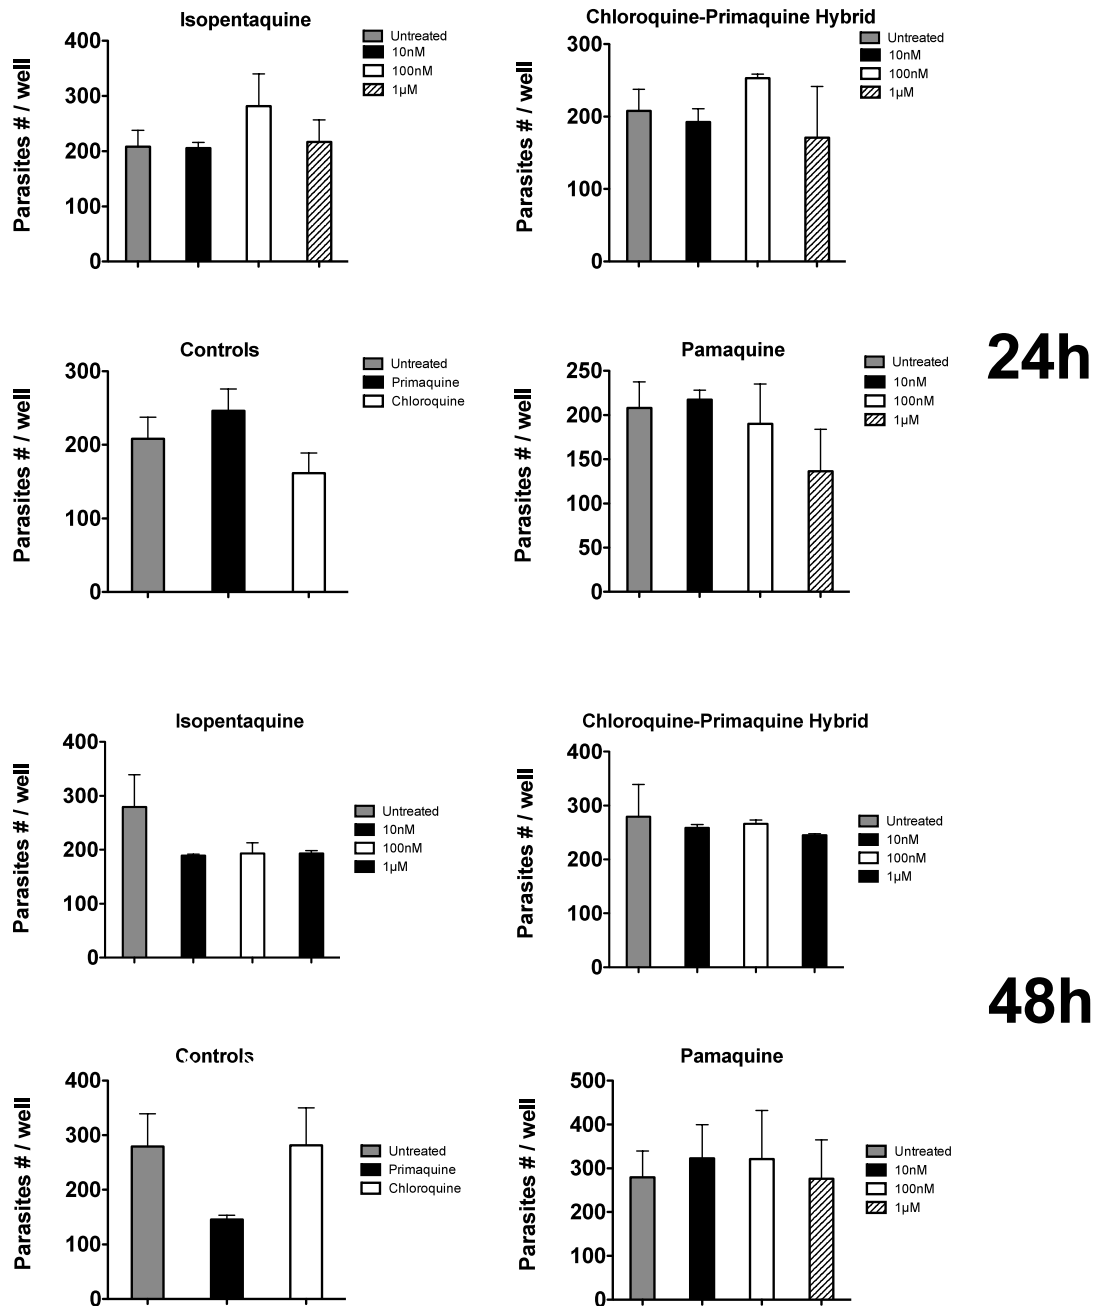 Isopentaquine
Parasites # / well
400
300
200
100
0
Untreated
10nM
100nM
1µM
Chloroquine-Primaquine Hybrid
Parasites # / well
300
200
100
0
Untreated
10nM
100nM
1µM
24h
Controls
Parasites # / well
300
200
100
0
Untreated
Primaquine
Chloroquine
Pamaquine
Parasites # / well
250
200
150
100
50
0
Untreated
10nM
100nM
1µM
Isopentaquine
Parasites # / well
400
300
200
100
0
Untreated
10nM
100nM
1µM
Chloroquine-Primaquine Hybrid
Parasites # / well
400
300
200
100
0
Untreated
10nM
100nM
1µM
48h
Controls
Parasites # / well
400
300
200
100
0
Untreated
Primaquine
Chloroquine
Pamaquine
Parasites # / well
500
400
300
200
100
0
Untreated
10nM
100nM
1µM